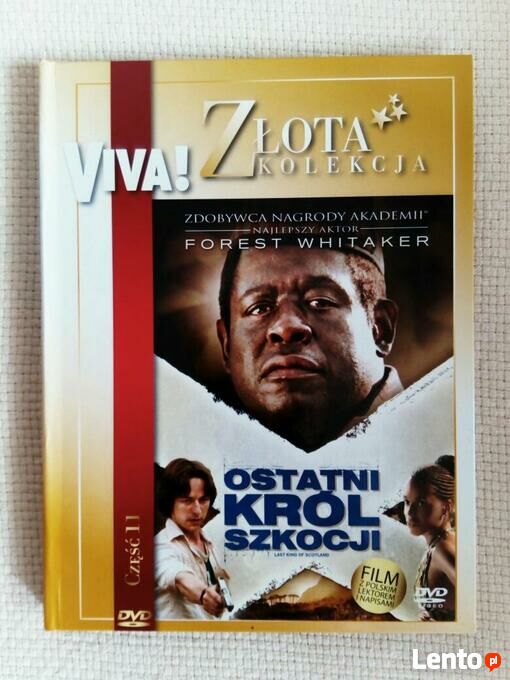 VIVA!
ZŁOTA
KOLEKCJA
ZDOBYWCA NAGRODY AKADEMII®
NAJLEPSZY AKTOR
FOREST WHITAKER
OSTATNI
KRÓL
SZKOCJI
LAST KING OF SCOTLAND
FILM
Z POLSKIM
LEKTOREM
I NAPISAMI
CZĘŚĆ 11
DVD
DVD
VIDEO
Lento.pl